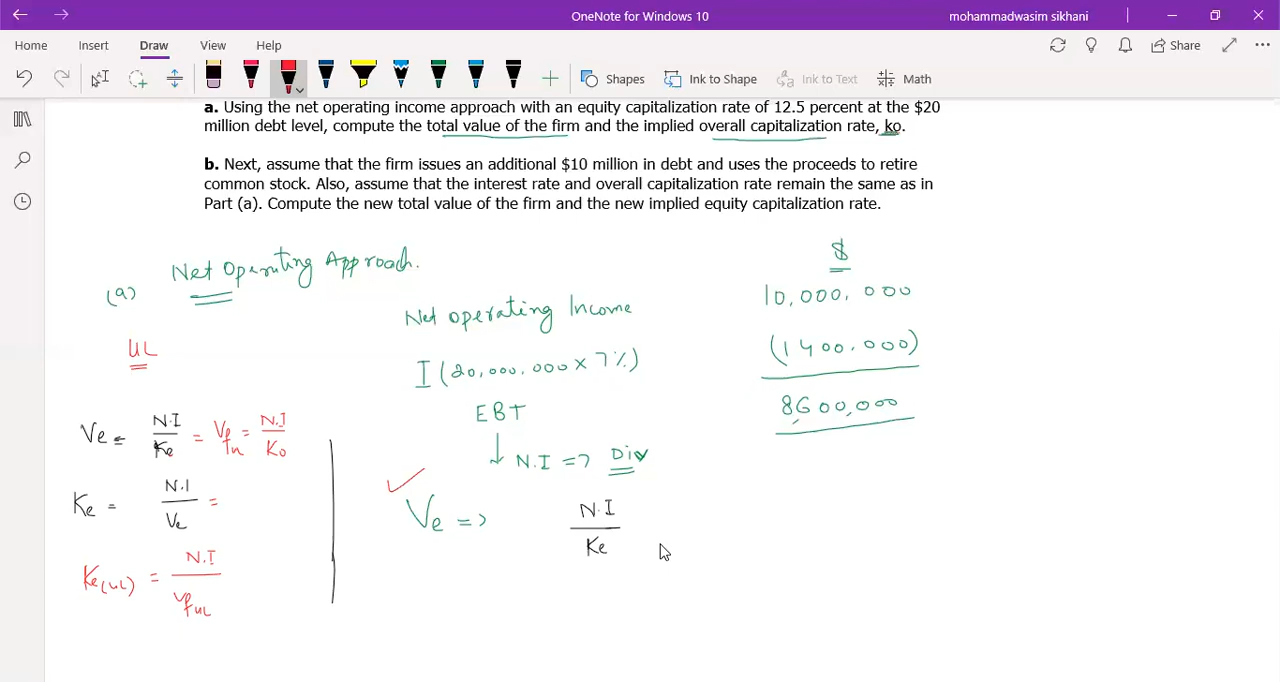 OneNote for Windows 10
mohammadwasim sikhani
Home Insert Draw View Help
Share
Shapes Ink to Shape Ink to Text Math
a. Using the net operating income approach with an equity capitalization rate of 12.5 percent at the $20
million debt level, compute the total value of the firm and the implied overall capitalization rate, ko.
b. Next, assume that the firm issues an additional $10 million in debt and uses the proceeds to retire
common stock. Also, assume that the interest rate and overall capitalization rate remain the same as in
Part (a). Compute the new total value of the firm and the new implied equity capitalization rate.
(a) Net Operating Approach.
$
Net operating Income 10,000,000
UL
I (20,000,000 × 7%) (1400,000)
EBT 8600,000
Ve = N.I / Ke = Vf UL = N.I / Ko
↓ N.I => Div
Ke = N.I / Ve =
Ve => N.I / Ke
Ke(UL) = N.I / Vf UL